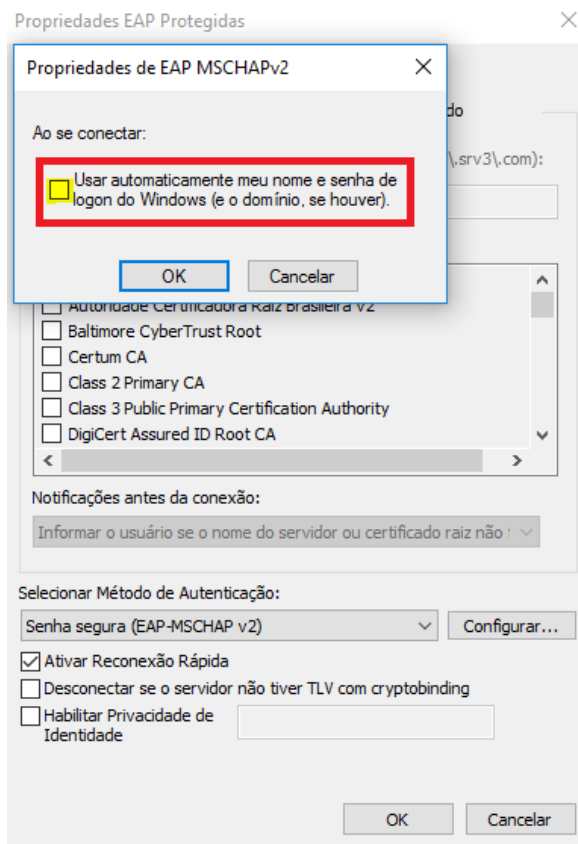 Propriedades EAP Protegidas
Propriedades de EAP MSCHAPv2
do
Ao se conectar:
\.srv3\.com):
Usar automaticamente meu nome e senha de
logon do Windows (e o domínio, se houver).
OK
Cancelar
Autoridade Certificadora Raiz Brasileira v2
Baltimore CyberTrust Root
Certum CA
Class 2 Primary CA
Class 3 Public Primary Certification Authority
DigiCert Assured ID Root CA
Notificações antes da conexão:
Informar o usuário se o nome do servidor ou certificado raiz não
Selecionar Método de Autenticação:
Senha segura (EAP-MSCHAP v2)
Configurar...
Ativar Reconexão Rápida
Desconectar se o servidor não tiver TLV com cryptobinding
Habilitar Privacidade de
Identidade
OK
Cancelar